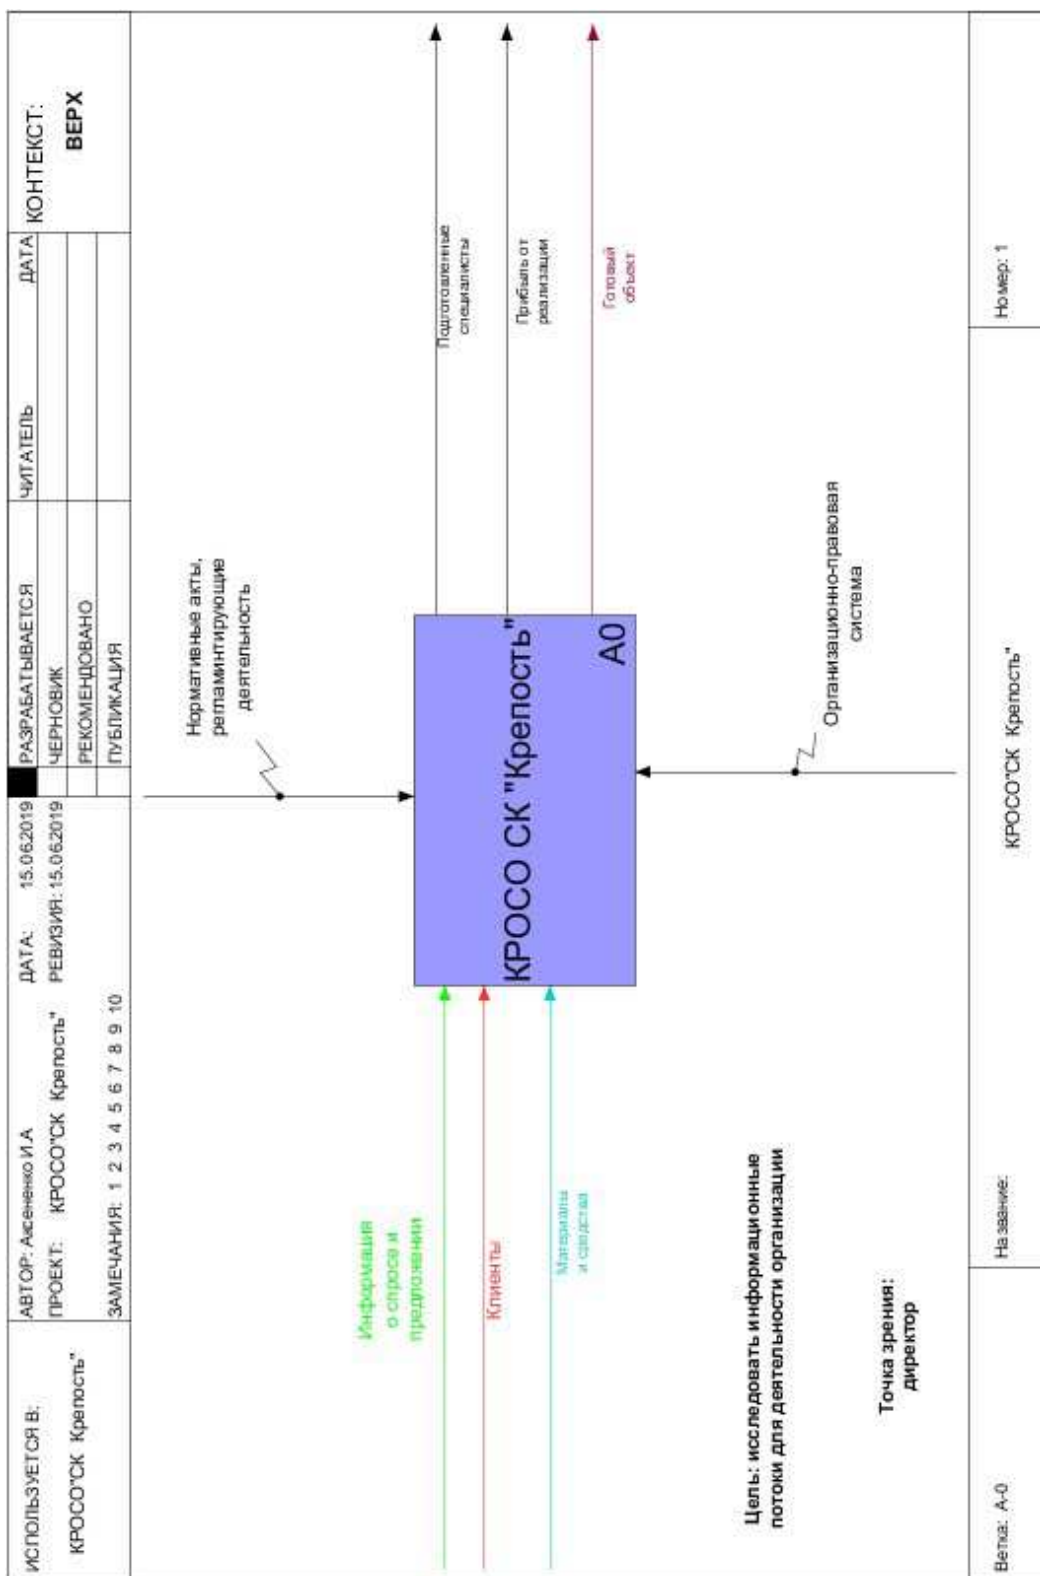 ИСПОЛЬЗУЕТСЯ В:
КРОСО"СК Крепость"
АВТОР: Аксененко И.А
ДАТА: 15.06.2019
ПРОЕКТ: КРОСО"СК Крепость"
РЕВИЗИЯ: 15.06.2019
ЗАМЕЧАНИЯ: 1 2 3 4 5 6 7 8 9 10
РАЗРАБАТЫВАЕТСЯ
ЧЕРНОВИК
РЕКОМЕНДОВАНО
ПУБЛИКАЦИЯ
ЧИТАТЕЛЬ
ДАТА
КОНТЕКСТ:
ВЕРХ
Нормативные акты,
регламинтирующие
деятельность
Информация
о спросе и
предложении
Клиенты
Материалы
и средства
КРОСО СК "Крепость"
A0
Подготовленные
специалисты
Прибыль от
реализации
Готовый
объект
Организационно-правовая
система
Цель: исследовать информационные
потоки для деятельности организации
Точка зрения:
директор
Ветка: A-0
Название:
КРОСО"СК Крепость"
Номер: 1